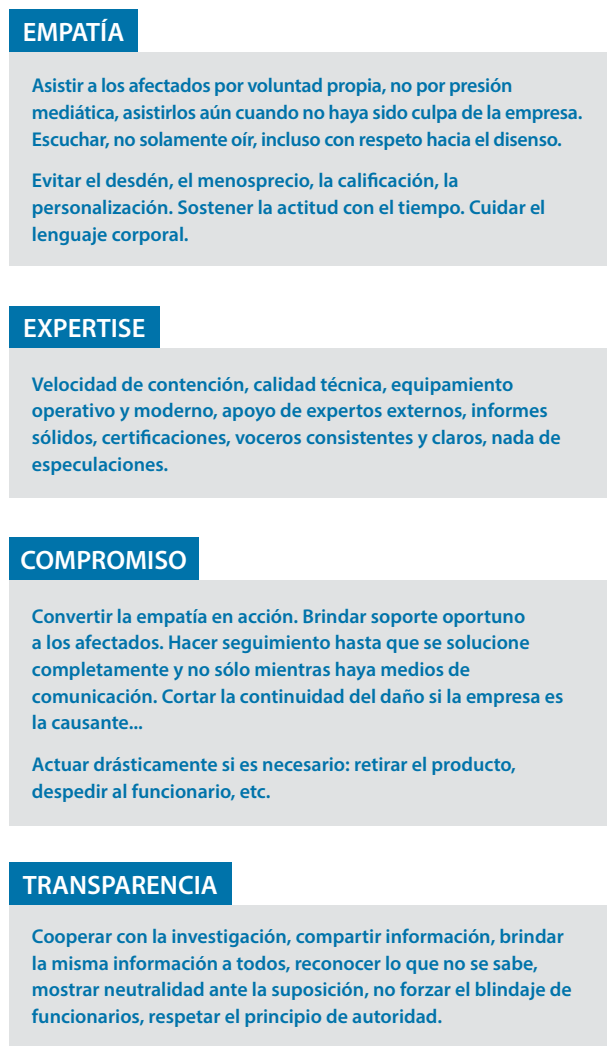 EMPATÍA
Asistir a los afectados por voluntad propia, no por presión
mediática, asistirlos aún cuando no haya sido culpa de la empresa.
Escuchar, no solamente oír, incluso con respeto hacia el disenso.
Evitar el desdén, el menosprecio, la calificación, la
personalización. Sostener la actitud con el tiempo. Cuidar el
lenguaje corporal.
EXPERTISE
Velocidad de contención, calidad técnica, equipamiento
operativo y moderno, apoyo de expertos externos, informes
sólidos, certificaciones, voceros consistentes y claros, nada de
especulaciones.
COMPROMISO
Convertir la empatía en acción. Brindar soporte oportuno
a los afectados. Hacer seguimiento hasta que se solucione
completamente y no sólo mientras haya medios de
comunicación. Cortar la continuidad del daño si la empresa es
la causante...
Actuar drásticamente si es necesario: retirar el producto,
despedir al funcionario, etc.
TRANSPARENCIA
Cooperar con la investigación, compartir información, brindar
la misma información a todos, reconocer lo que no se sabe,
mostrar neutralidad ante la suposición, no forzar el blindaje de
funcionarios, respetar el principio de autoridad.